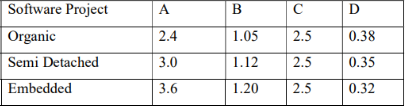 Software Project A B C D
Organic 2.4 1.05 2.5 0.38
Semi Detached 3.0 1.12 2.5 0.35
Embedded 3.6 1.20 2.5 0.32